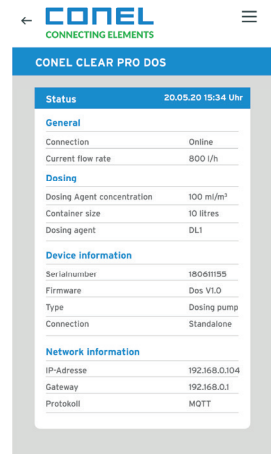 CONEL
CONNECTING ELEMENTS
CONEL CLEAR PRO DOS
Status 20.05.20 15:34 Uhr
General
Connection Online
Current flow rate 800 l/h
Dosing
Dosing Agent concentration 100 ml/m³
Container size 10 litres
Dosing agent DL1
Device information
Serialnumber 180611155
Firmware Dos V1.0
Type Dosing pump
Connection Standalone
Network information
IP-Adresse 192.168.0.104
Gateway 192.168.0.1
Protokoll MQTT